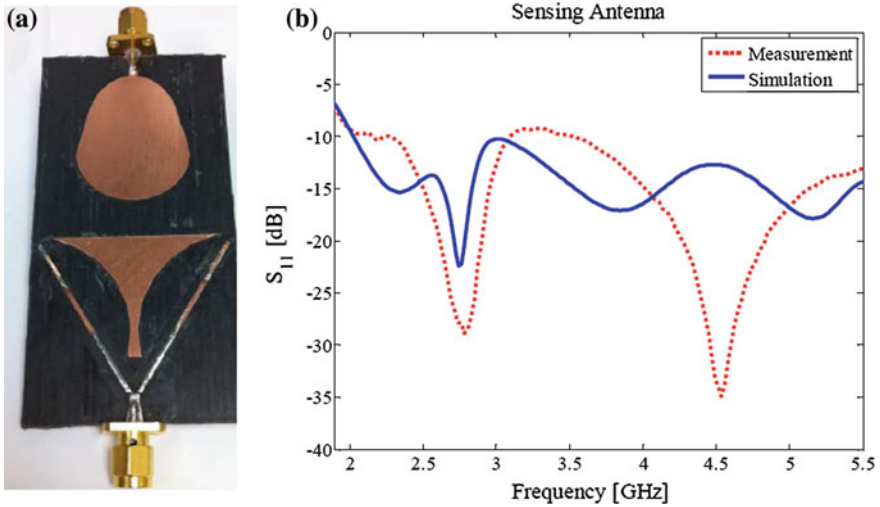 (a)
(b)
Sensing Antenna
Measurement
Simulation
0
-5
-10
-15
-20
-25
-30
-35
-40
S11 [dB]
2
2.5
3
3.5
4
4.5
5
5.5
Frequency [GHz]